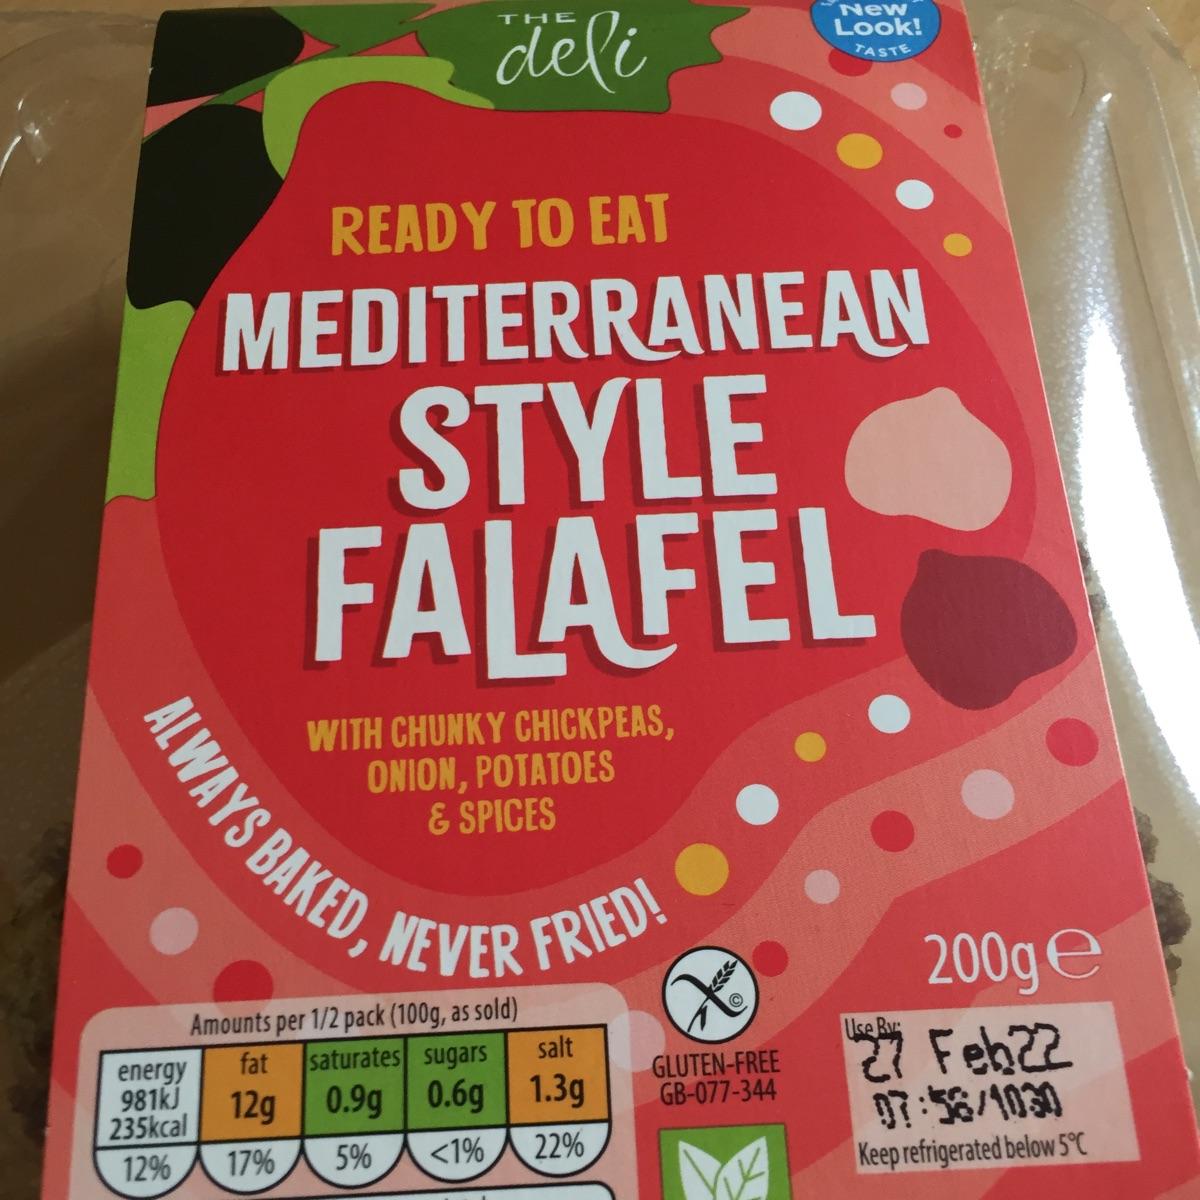 THE
deli
New
Look!
TASTE
READY TO EAT
MEDITERRANEAN
STYLE
FALAFEL
WITH CHUNKY CHICKPEAS,
ONION, POTATOES
& SPICES
ALWAYS BAKED, NEVER FRIED!
200g e
Amounts per 1/2 pack (100g, as sold)
energy
981kJ
235kcal
12%
fat
12g
17%
saturates
0.9g
5%
sugars
0.6g
<1%
salt
1.3g
22%
©
GLUTEN-FREE
GB-077-344
Use By:
27 Feb22
07:56/1030
Keep refrigerated below 5°C